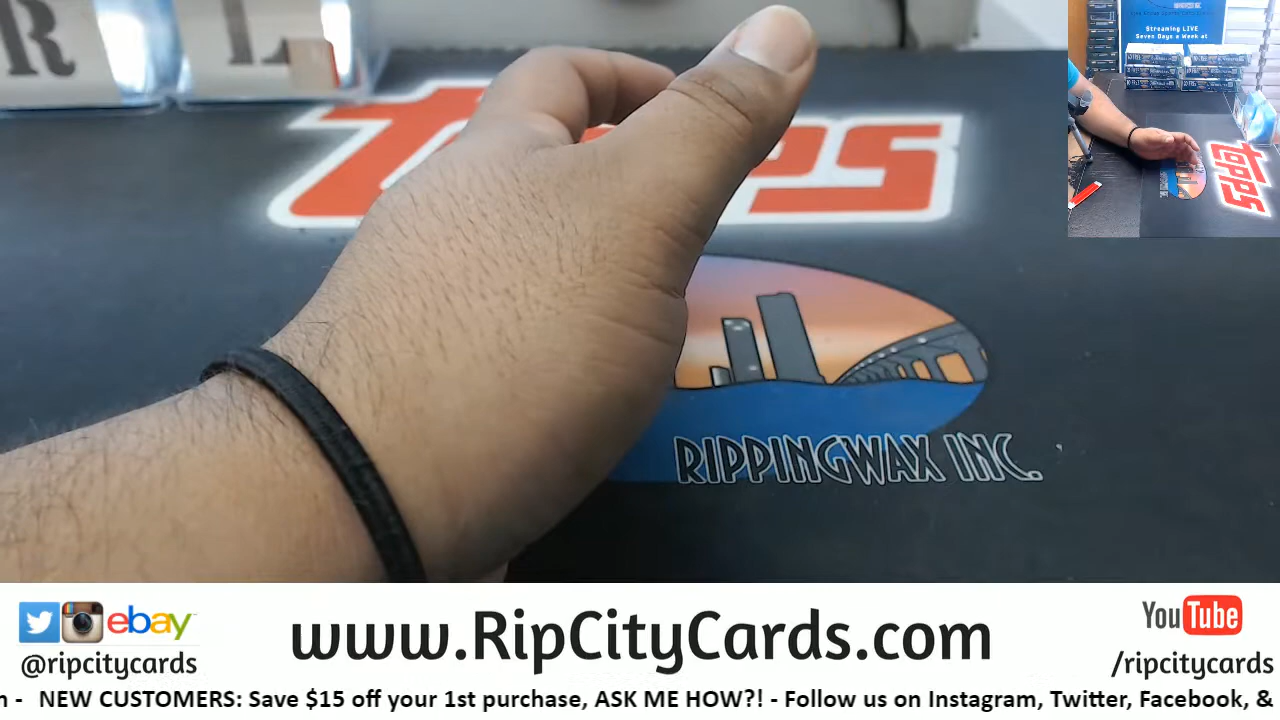 R L
Streaming LIVE
Seven Days a Week at
Topps
Topps
RIPPINGWAX INC.
ebay™
www.RipCityCards.com
YouTube
@ripcitycards
/ripcitycards
- NEW CUSTOMERS: Save $15 off your 1st purchase, ASK ME HOW?! - Follow us on Instagram, Twitter, Facebook, &